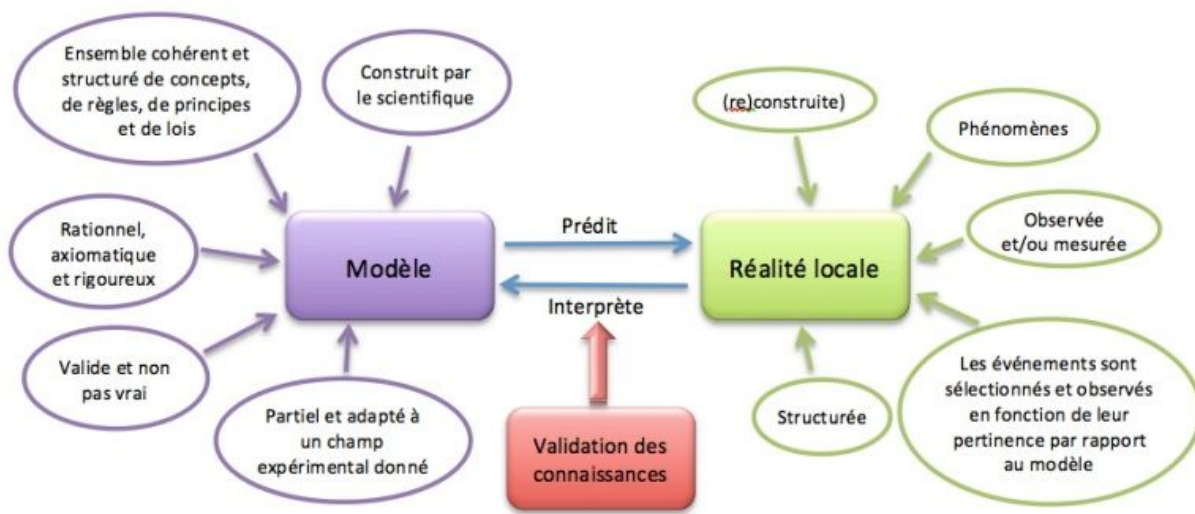 Ensemble cohérent et
structuré de concepts,
de règles, de principes
et de lois
Construit par
le scientifique
(re)construite)
Phénomènes
Rationnel,
axiomatique
et rigoureux
Modèle
Prédit
Interprète
Réalité locale
Observée
et/ou mesurée
Valide et non
pas vrai
Partiel et adapté à
un champ
expérimental donné
Validation des
connaissances
Structurée
Les événements sont
sélectionnés et observés
en fonction de leur
pertinence par rapport
au modèle